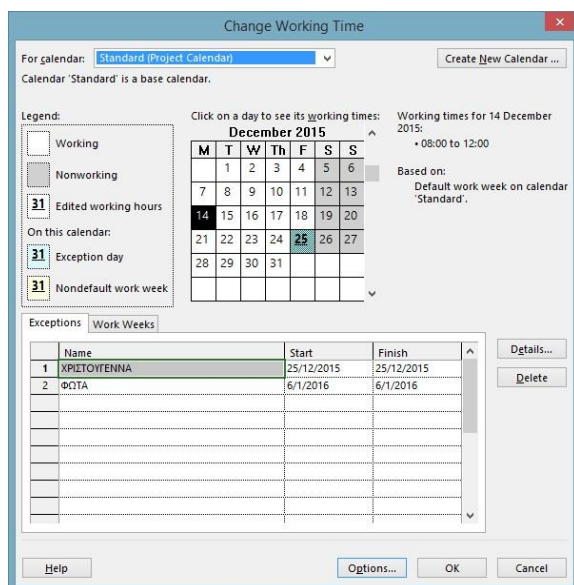 Change Working Time
For calendar: Standard (Project Calendar) Create New Calendar ...
Calendar 'Standard' is a base calendar.
Legend:
Working
Nonworking
31 Edited working hours
On this calendar:
31 Exception day
31 Nondefault work week
Click on a day to see its working times:
December 2015
M T W Th F S S
1 2 3 4 5 6
7 8 9 10 11 12 13
14 15 16 17 18 19 20
21 22 23 24 25 26 27
28 29 30 31
Working times for 14 December
2015:
• 08:00 to 12:00
Based on:
Default work week on calendar
'Standard'.
Exceptions Work Weeks
Name Start Finish
1 ΧΡΙΣΤΟΥΓΕΝΝΑ 25/12/2015 25/12/2015
2 ΦΩΤΑ 6/1/2016 6/1/2016
Details...
Delete
Help Options... OK Cancel